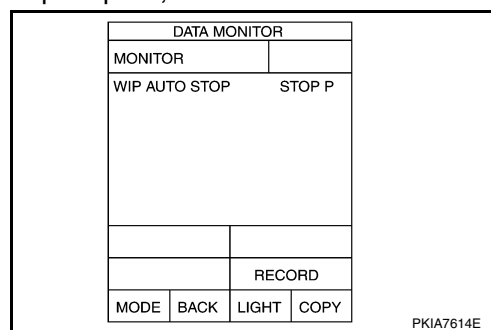 DATA MONITOR
MONITOR
WIP AUTO STOP STOP P
RECORD
MODE BACK LIGHT COPY
PKIA7614E